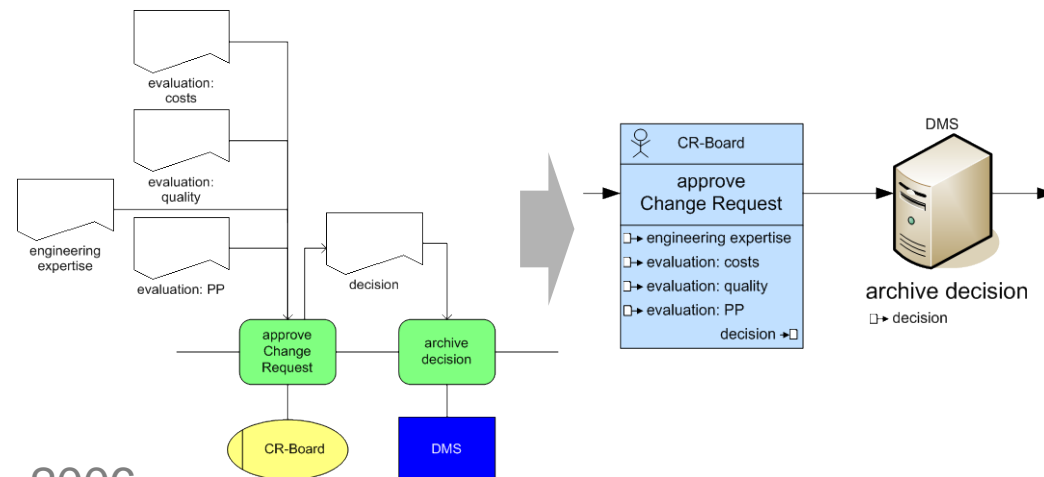 evaluation:
costs
evaluation:
quality
engineering
expertise
evaluation: PP
decision
approve
Change
Request
archive
decision
CR-Board
DMS
CR-Board
approve
Change Request
engineering expertise
evaluation: costs
evaluation: quality
evaluation: PP
decision
DMS
archive decision
decision